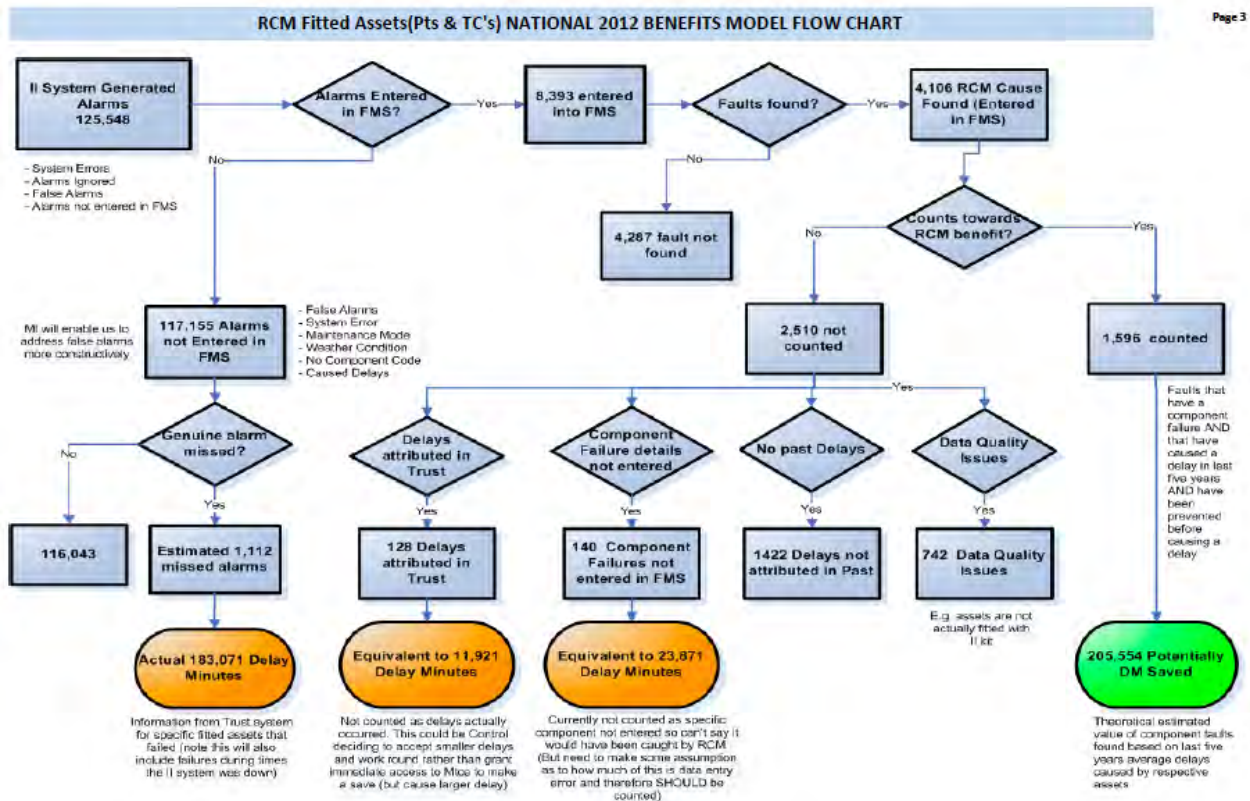 RCM Fitted Assets(Pts & TC's) NATIONAL 2012 BENEFITS MODEL FLOW CHART
Page 3
II System Generated
Alarms
125,548
Alarms Entered
in FMS?
Yes
8,393 entered
into FMS
Faults found?
Yes
4,106 RCM Cause
Found (Entered
in FMS)
No
- System Errors
- Alarms Ignored
- False Alarms
- Alarms not entered in FMS
No
4,287 fault not
found
Counts towards
RCM benefit?
No
Yes
MI will enable us to
address false alarms
more constructively
117,155 Alarms
not Entered in
FMS
- False Alarms
- System Error
- Maintenance Mode
- Weather Condition
- No Component Code
- Caused Delays
2,510 not
counted
1,596 counted
Yes
Genuine alarm
missed?
No
Yes
Delays
attributed in
Trust
Component
Failure details
not entered
No past Delays
Data Quality
Issues
Faults that
have a
component
failure AND
that have
caused a
delay in last
five years
AND have
been
prevented
before
causing a
delay
Yes
Yes
Yes
Yes
116,043
Estimated 1,112
missed alarms
128 Delays
attributed in
Trust
140 Component
Failures not
entered in FMS
1422 Delays not
attributed in Past
742 Data Quality
Issues
E.g. assets are not
actually fitted with
II kit
Actual 183,071 Delay
Minutes
Equivalent to 11,921
Delay Minutes
Equivalent to 23,871
Delay Minutes
205,554 Potentially
DM Saved
Information from Trust system
for specific fitted assets that
failed (note this will also
include failures during times
the II system was down)
Not counted as delays actually
occurred. This could be Control
deciding to accept smaller delays
and work round rather than grant
immediate access to Mtce to make
a save (but cause larger delay)
Currently not counted as specific
component not entered so can't say it
would have been caught by RCM
(But need to make some assumption
as to how much of this is data entry
error and therefore SHOULD be
counted)
Theoretical estimated
value of component faults
found based on last five
years average delays
caused by respective
assets